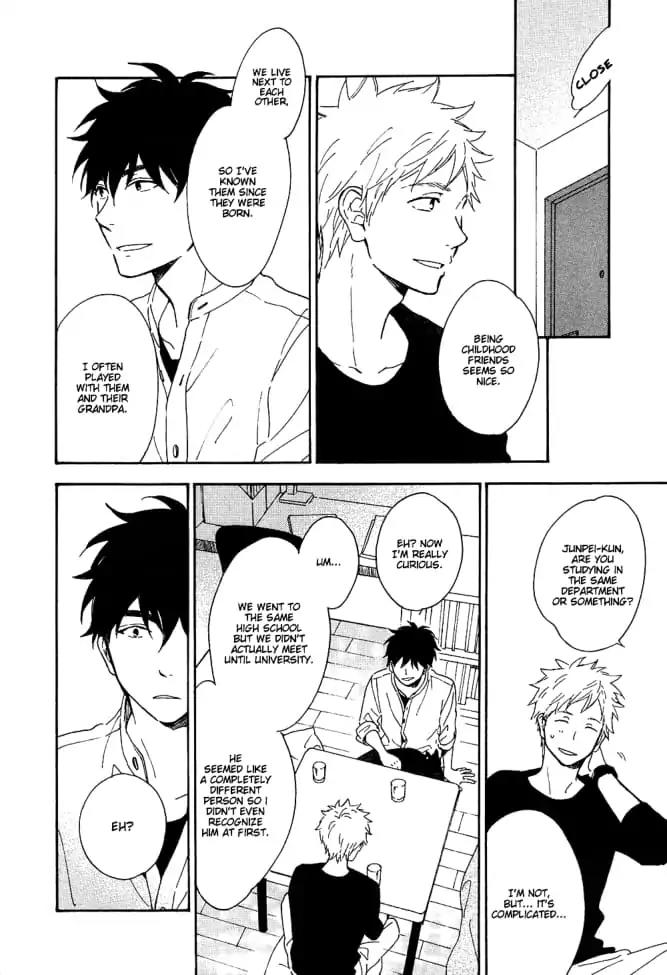 CLOSE
BEING
CHILDHOOD
FRIENDS
SEEMS SO
NICE.
WE LIVE
NEXT TO
EACH
OTHER,
SO I'VE
KNOWN
THEM SINCE
THEY WERE
BORN.
I OFTEN
PLAYED
WITH THEM
AND THEIR
GRANDPA.
JUNPEI-KUN,
ARE YOU
STUDYING IN
THE SAME
DEPARTMENT
OR SOMETHING?
I'M NOT,
BUT... IT'S
COMPLICATED...
EH? NOW
I'M REALLY
CURIOUS.
UM...
WE WENT TO
THE SAME
HIGH SCHOOL
BUT WE DIDN'T
ACTUALLY MEET
UNTIL UNIVERSITY.
HE
SEEMED LIKE
A COMPLETELY
DIFFERENT
PERSON SO I
DIDN'T EVEN
RECOGNIZE
HIM AT FIRST.
EH?